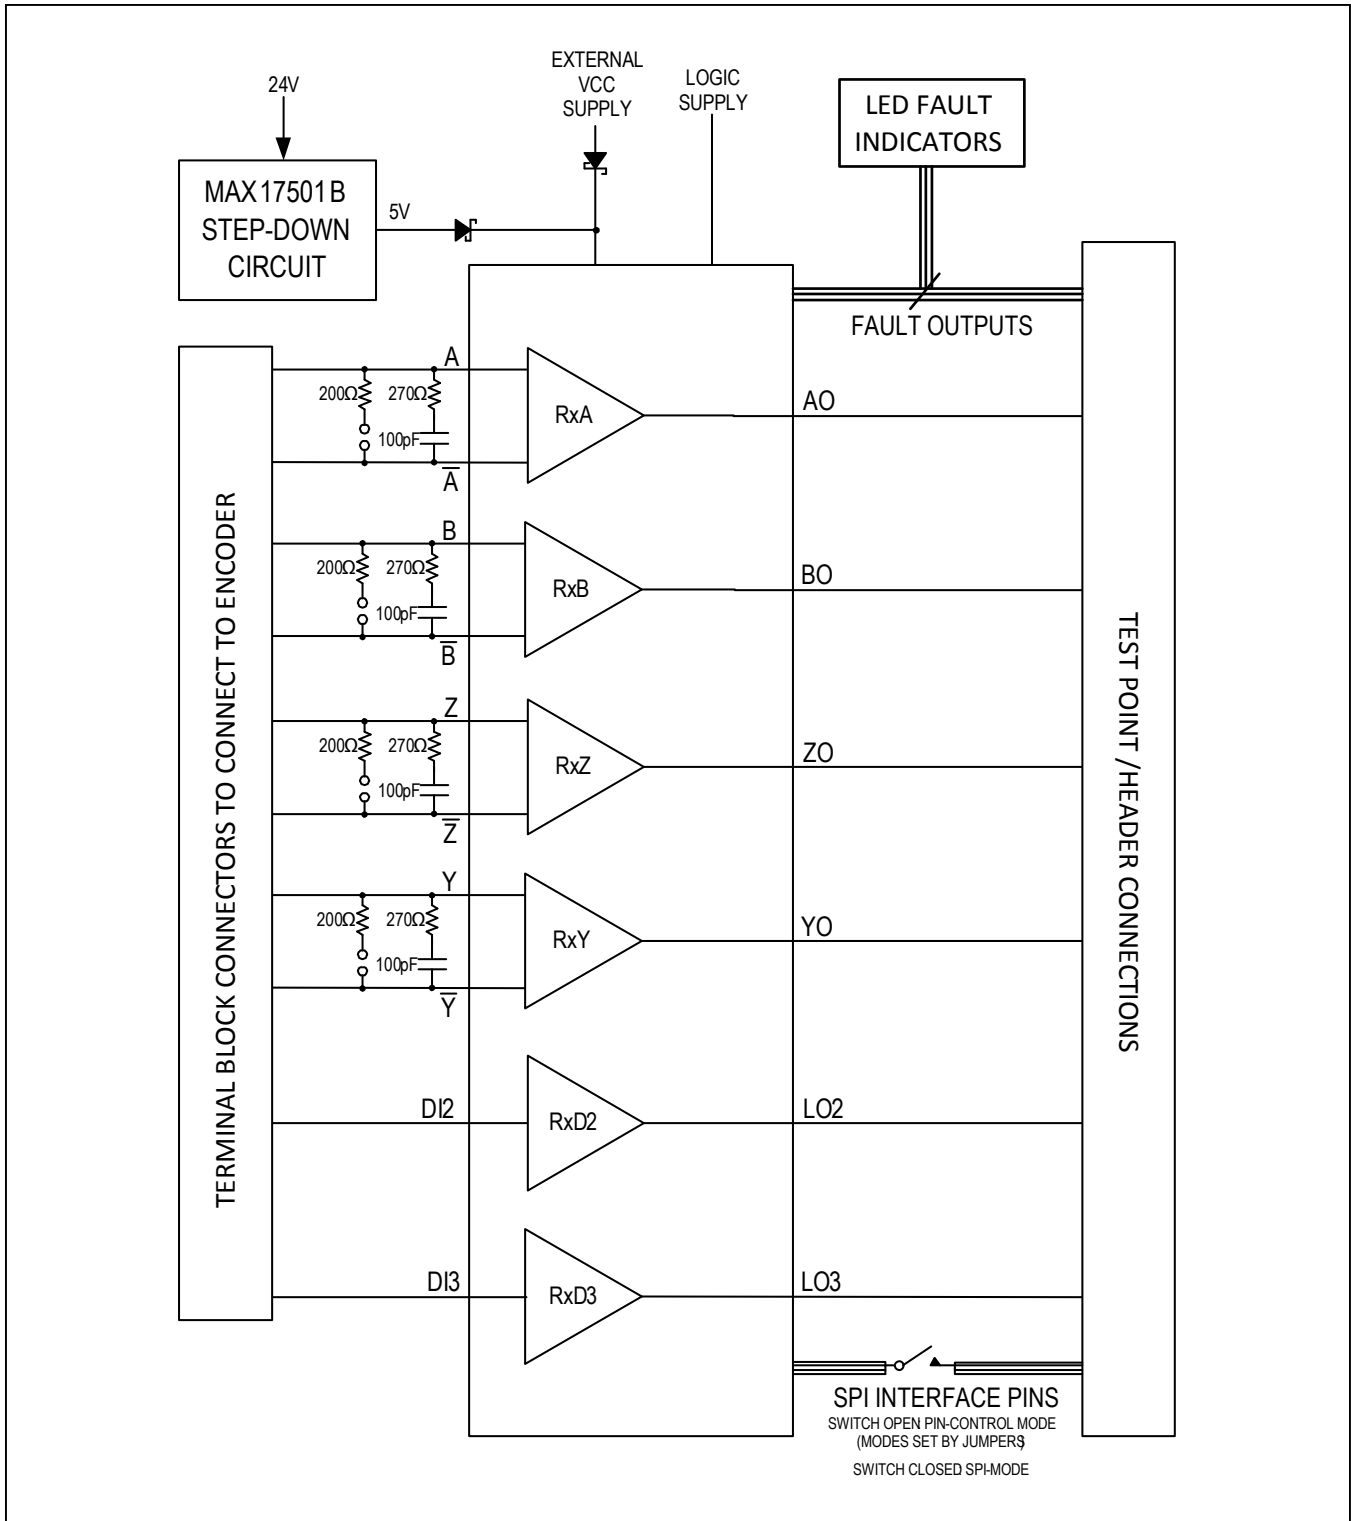 24V
EXTERNAL
VCC
SUPPLY
LOGIC
SUPPLY
LED FAULT
INDICATORS
MAX17501B
STEP-DOWN
CIRCUIT
5V
FAULT OUTPUTS
TERMINAL BLOCK CONNECTORS TO CONNECT TO ENCODER
A
200Ω
270Ω
100pF
A̅
RxA
AO
B
200Ω
270Ω
100pF
B̅
RxB
BO
Z
200Ω
270Ω
100pF
Z̅
RxZ
ZO
Y
200Ω
270Ω
100pF
Y̅
RxY
YO
DI2
RxD2
LO2
DI3
RxD3
LO3
TEST POINT /HEADER CONNECTIONS
SPI INTERFACE PINS
SWITCH OPEN PIN-CONTROL MODE
(MODES SET BY JUMPERS)
SWITCH CLOSED SPI-MODE